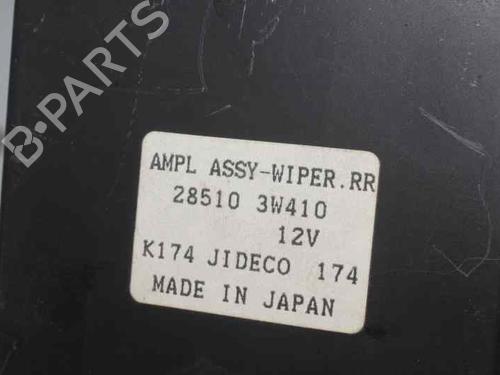 B-PARTS
AMPL ASSY-WIPER.RR
28510 3W410
12V
K174 JIDECO 174
MADE IN JAPAN